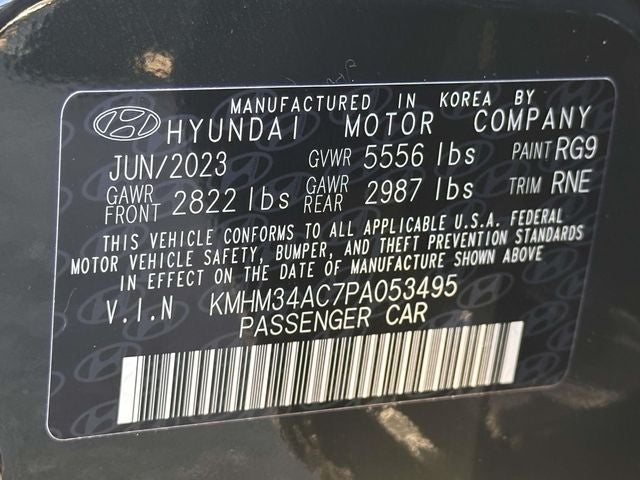 MANUFACTURED IN KOREA BY
HYUNDAI MOTOR COMPANY
JUN/2023 GVWR 5556 lbs PAINT RG9
GAWR FRONT 2822 lbs GAWR REAR 2987 lbs TRIM RNE
THIS VEHICLE CONFORMS TO ALL APPLICABLE U.S.A. FEDERAL
MOTOR VEHICLE SAFETY, BUMPER, AND THEFT PREVENTION STANDARDS
IN EFFECT ON THE DATE OF MANUFACTURE SHOWN ABOVE
V.I.N KMHM34AC7PA053495
PASSENGER CAR